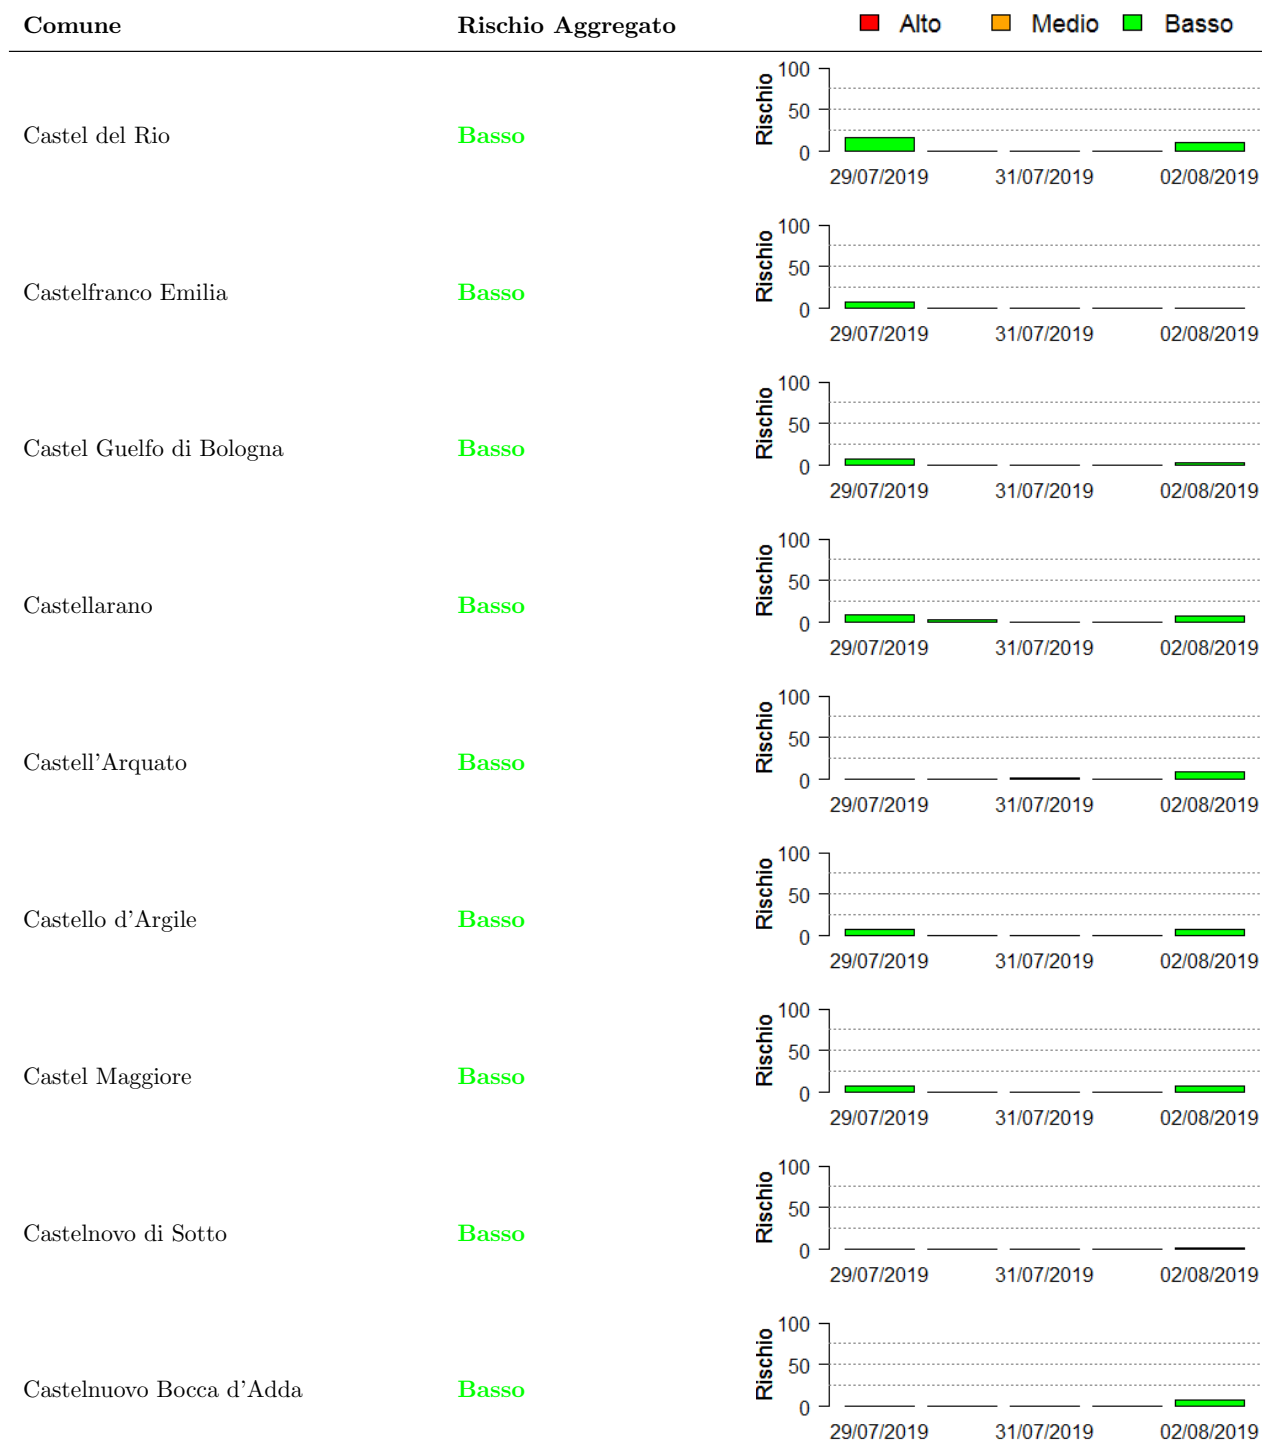 Comune Rischio Aggregato Alto Medio Basso
Castel del Rio Basso Rischio 100 50 0
29/07/2019 31/07/2019 02/08/2019
Castelfranco Emilia Basso Rischio 100 50 0
29/07/2019 31/07/2019 02/08/2019
Castel Guelfo di Bologna Basso Rischio 100 50 0
29/07/2019 31/07/2019 02/08/2019
Castellarano Basso Rischio 100 50 0
29/07/2019 31/07/2019 02/08/2019
Castell'Arquato Basso Rischio 100 50 0
29/07/2019 31/07/2019 02/08/2019
Castello d'Argile Basso Rischio 100 50 0
29/07/2019 31/07/2019 02/08/2019
Castel Maggiore Basso Rischio 100 50 0
29/07/2019 31/07/2019 02/08/2019
Castelnovo di Sotto Basso Rischio 100 50 0
29/07/2019 31/07/2019 02/08/2019
Castelnuovo Bocca d'Adda Basso Rischio 100 50 0
29/07/2019 31/07/2019 02/08/2019